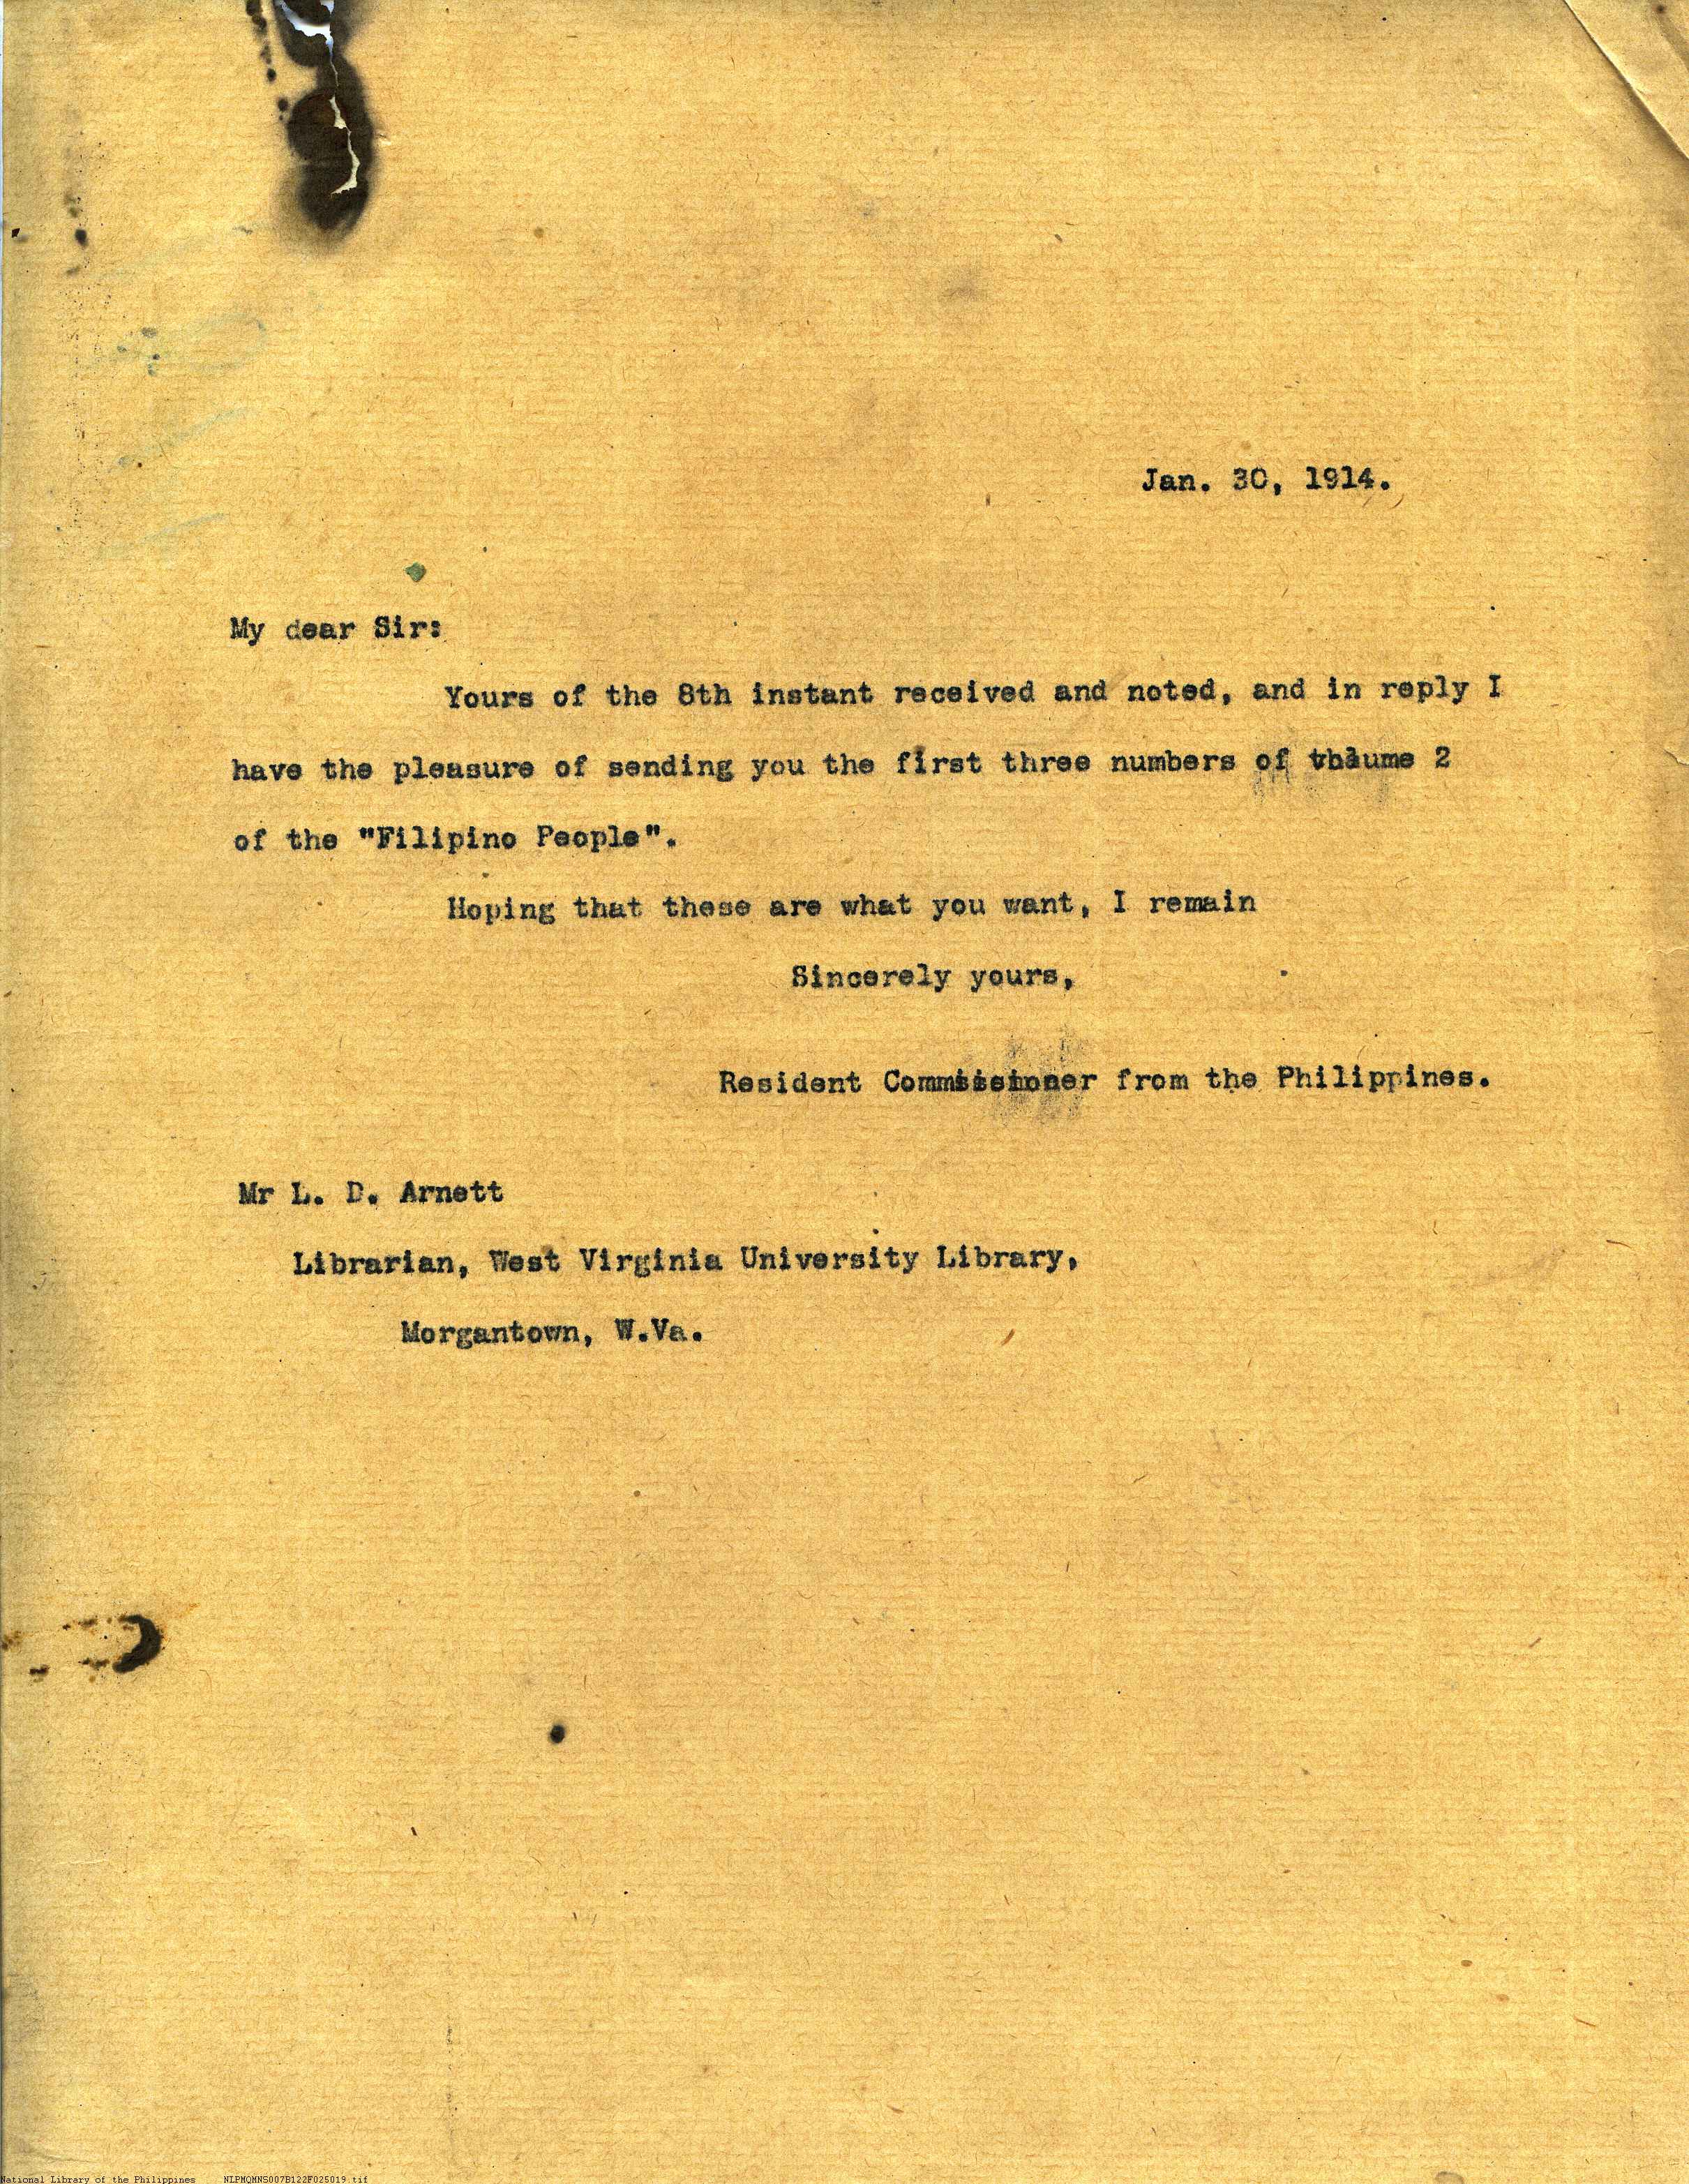 Jan. 30, 1914.
My dear Sir:
Yours of the 8th instant received and noted, and in reply I
have the pleasure of sending you the first three numbers of volume 2
of the "Filipino People".
Hoping that these are what you want, I remain
Sincerely yours,
Resident Commissioner from the Philippines.
Mr L. D. Arnett
Librarian, West Virginia University Library,
Morgantown, W.Va.
National Library of the Philippines NLPMQMNS007B122F025019.tif